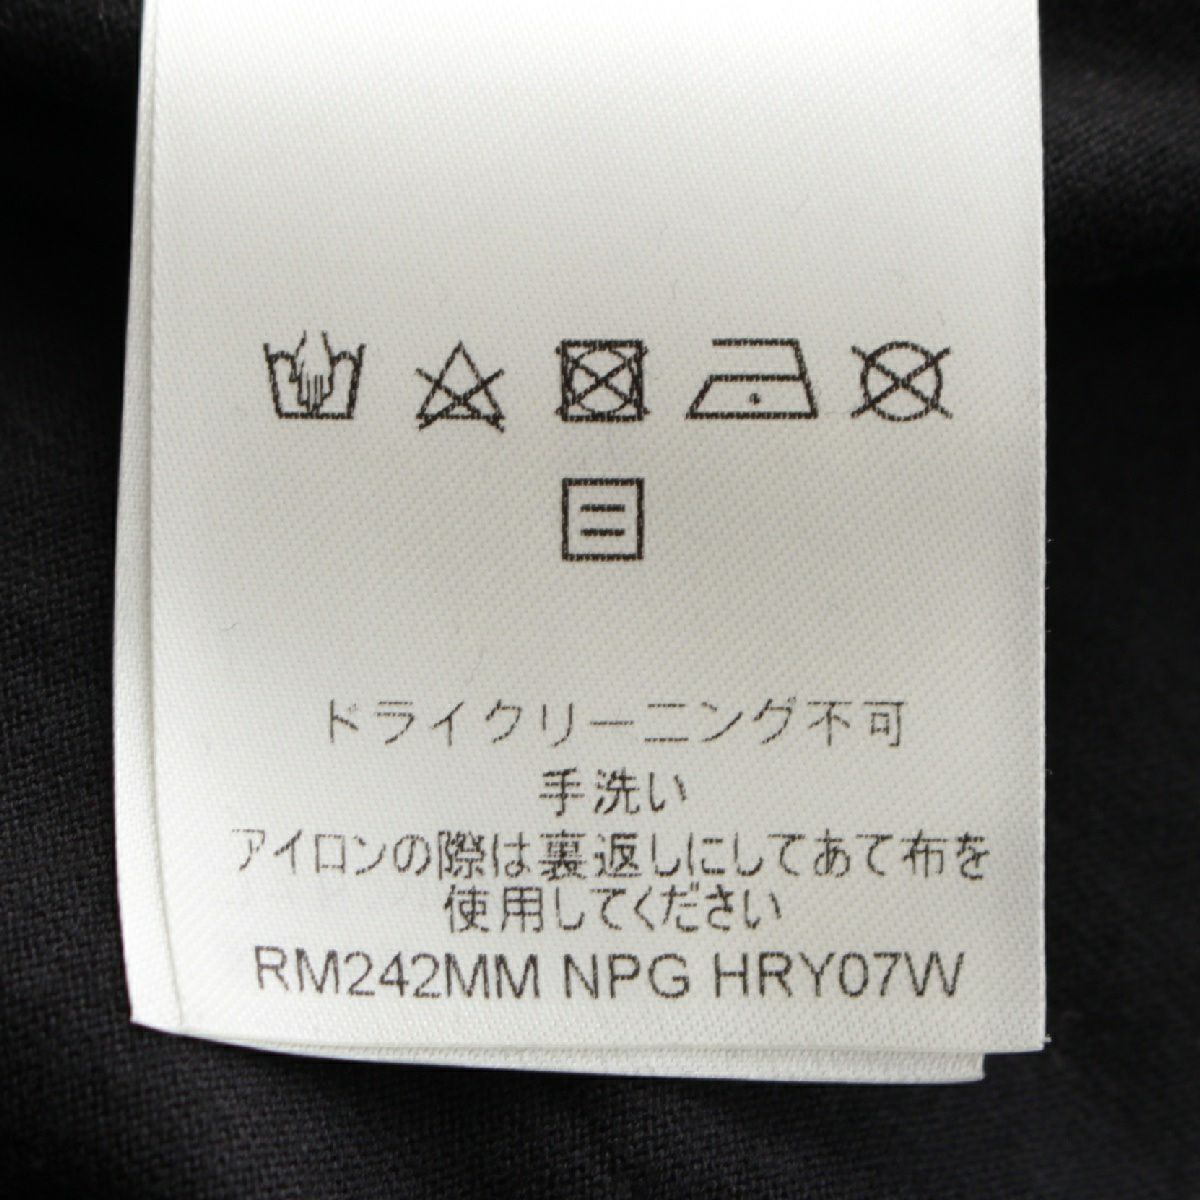 ドライクリーニング不可
手洗い
アイロンの際は裏返しにしてあて布を
使用してください
RM242MM NPG HRY07W